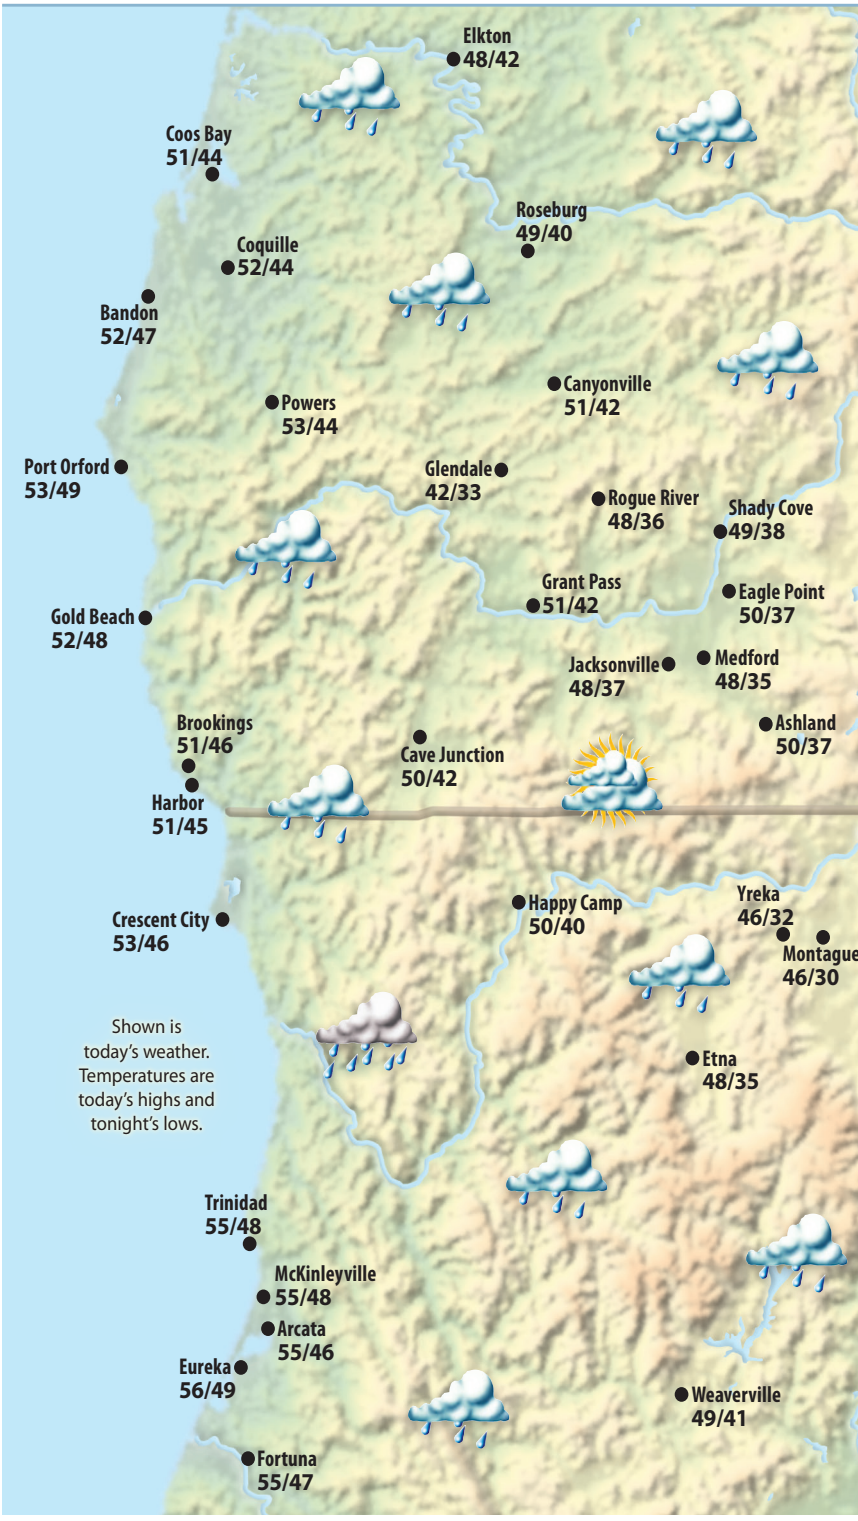 Elkton
48/42
Coos Bay
51/44
Roseburg
49/40
Coquille
52/44
Bandon
52/47
Canyonville
51/42
Powers
53/44
Port Orford
53/49
Glendale
42/33
Rogue River
48/36
Shady Cove
49/38
Grant Pass
51/42
Eagle Point
50/37
Gold Beach
52/48
Jacksonville
48/37
Medford
48/35
Brookings
51/46
Cave Junction
50/42
Ashland
50/37
Harbor
51/45
Happy Camp
50/40
Yreka
46/32
Crescent City
53/46
Montague
46/30
Shown is
today's weather.
Temperatures are
today's highs and
tonight's lows.
Etna
48/35
Trinidad
55/48
McKinleyville
55/48
Arcata
55/46
Eureka
56/49
Weaverville
49/41
Fortuna
55/47